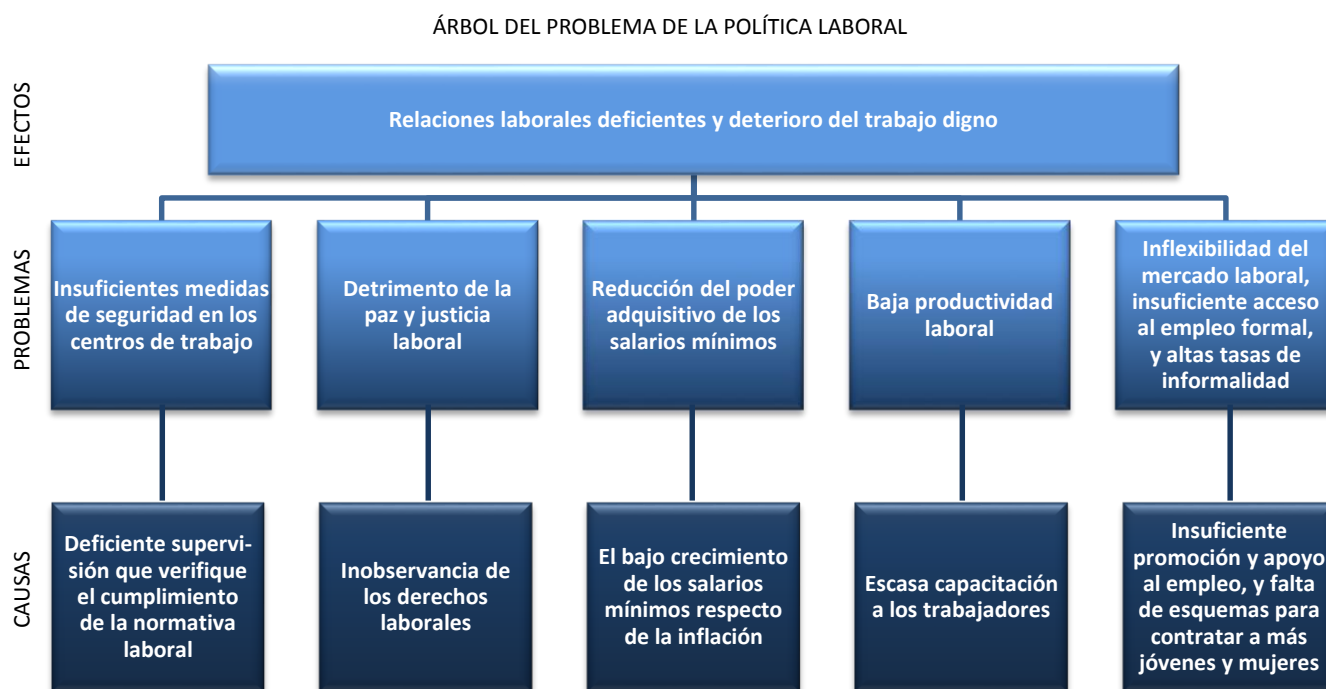 ÁRBOL DEL PROBLEMA DE LA POLÍTICA LABORAL
EFECTOS
Relaciones laborales deficientes y deterioro del trabajo digno
PROBLEMAS
Insuficientes medidas
de seguridad en los
centros de trabajo
Detrimento de la
paz y justicia
laboral
Reducción del poder
adquisitivo de los
salarios mínimos
Baja productividad
laboral
Inflexibilidad del
mercado laboral,
insuficiente acceso
al empleo formal,
y altas tasas de
informalidad
CAUSAS
Deficiente supervi-
sión que verifique
el cumplimiento
de la normativa
laboral
Inobservancia de
los derechos
laborales
El bajo crecimiento
de los salarios
mínimos respecto
de la inflación
Escasa capacitación
a los trabajadores
Insuficiente
promoción y apoyo
al empleo, y falta
de esquemas para
contratar a más
jóvenes y mujeres